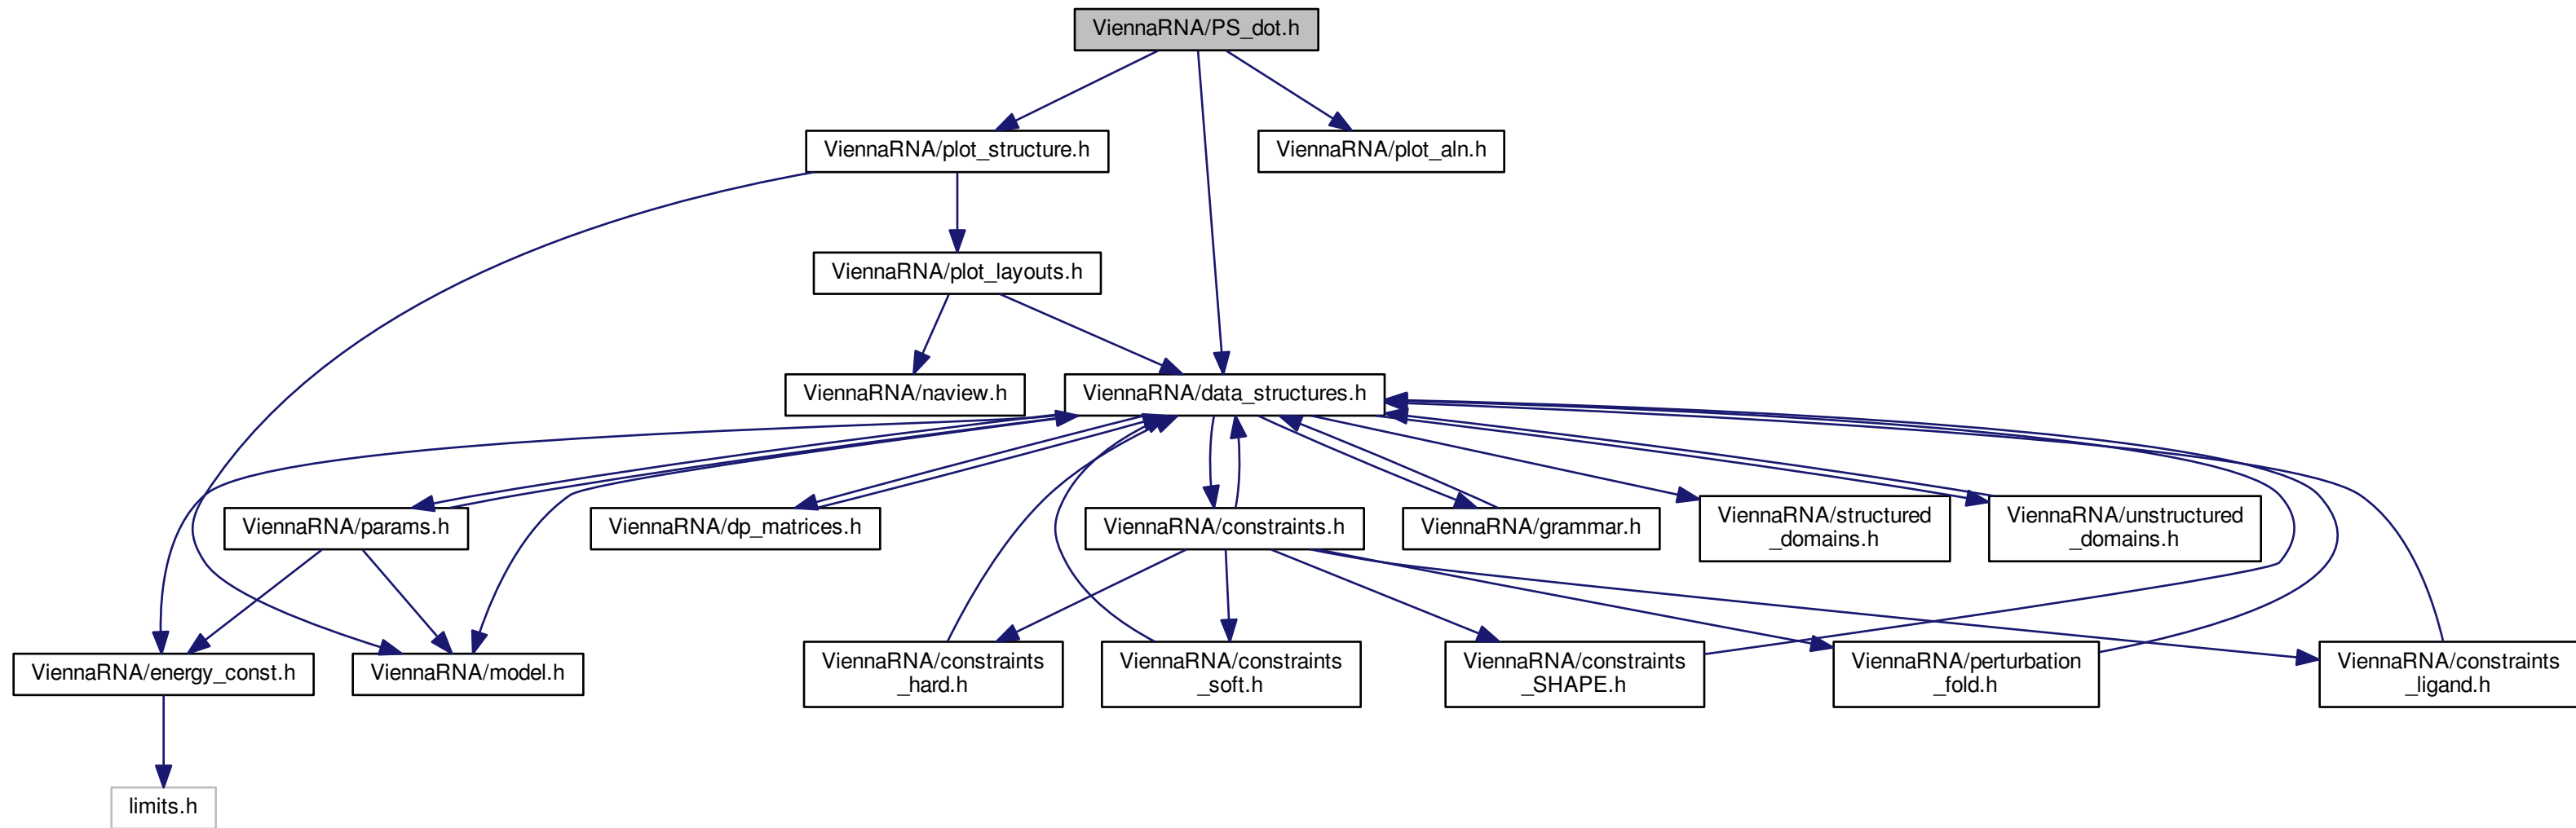 ViennaRNA/PS_dot.h
ViennaRNA/plot_structure.h
ViennaRNA/plot_aln.h
ViennaRNA/plot_layouts.h
ViennaRNA/naview.h
ViennaRNA/data_structures.h
ViennaRNA/params.h
ViennaRNA/dp_matrices.h
ViennaRNA/constraints.h
ViennaRNA/grammar.h
ViennaRNA/structured
_domains.h
ViennaRNA/unstructured
_domains.h
ViennaRNA/energy_const.h
ViennaRNA/model.h
ViennaRNA/constraints
_hard.h
ViennaRNA/constraints
_soft.h
ViennaRNA/constraints
_SHAPE.h
ViennaRNA/perturbation
_fold.h
ViennaRNA/constraints
_ligand.h
limits.h